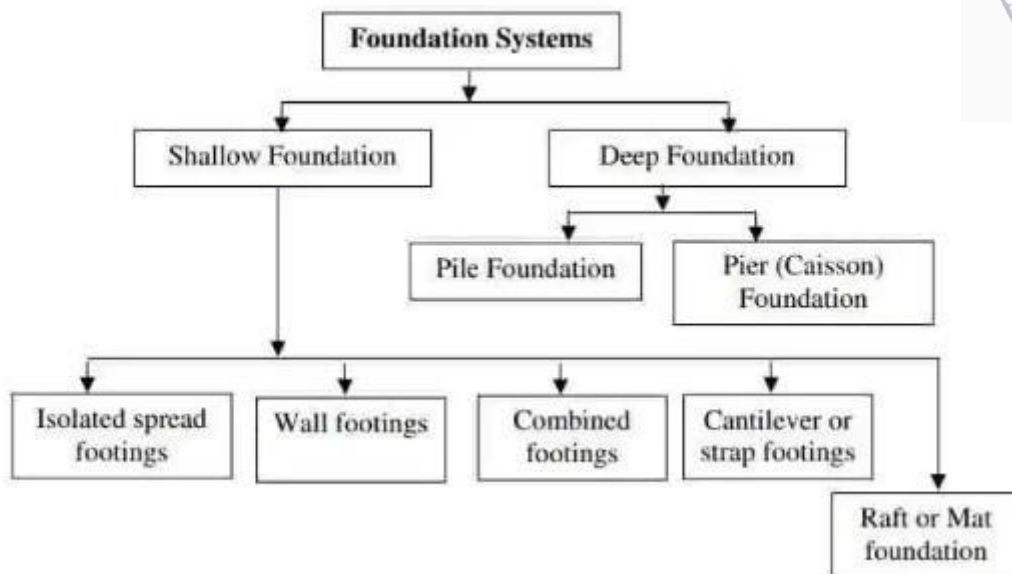 Foundation Systems
Shallow Foundation
Deep Foundation
Pile Foundation
Pier (Caisson)
Foundation
Isolated spread
footings
Wall footings
Combined
footings
Cantilever or
strap footings
Raft or Mat
foundation